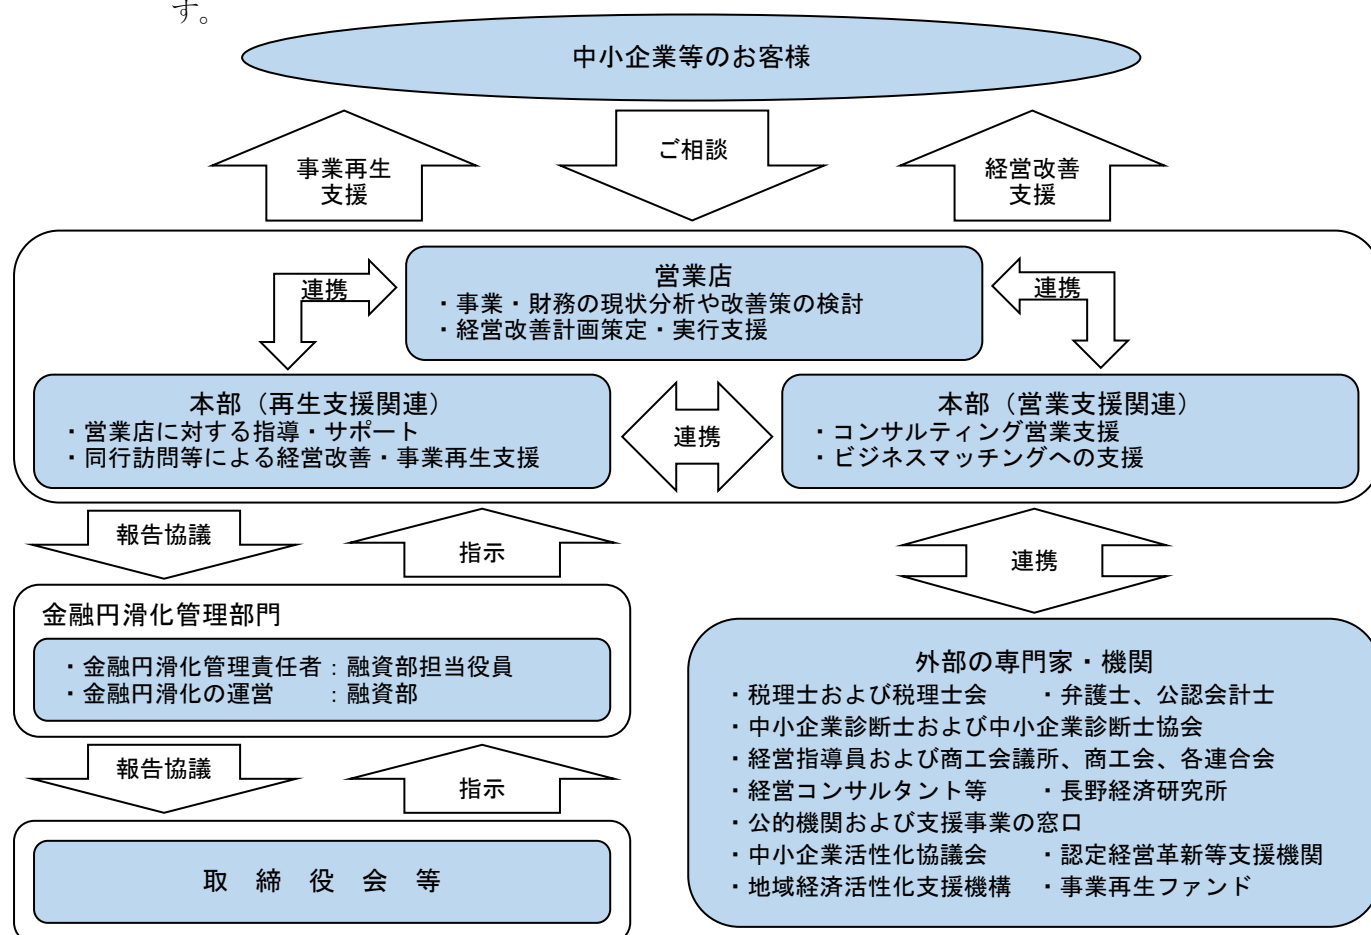 す。
中小企業等のお客様
事業再生
支援
ご相談
経営改善
支援
営業店
・事業・財務の現状分析や改善策の検討
・経営改善計画策定・実行支援
連携
連携
本部（再生支援関連）
・営業店に対する指導・サポート
・同行訪問等による経営改善・事業再生支援
連携
本部（営業支援関連）
・コンサルティング営業支援
・ビジネスマッチングへの支援
報告協議
指示
連携
金融円滑化管理部門
・金融円滑化管理責任者：融資部担当役員
・金融円滑化の運営　　：融資部
報告協議
指示
取　締　役　会　等
外部の専門家・機関
・税理士および税理士会　　・弁護士、公認会計士
・中小企業診断士および中小企業診断士協会
・経営指導員および商工会議所、商工会、各連合会
・経営コンサルタント等　　・長野経済研究所
・公的機関および支援事業の窓口
・中小企業活性化協議会　　・認定経営革新等支援機関
・地域経済活性化支援機構　・事業再生ファンド